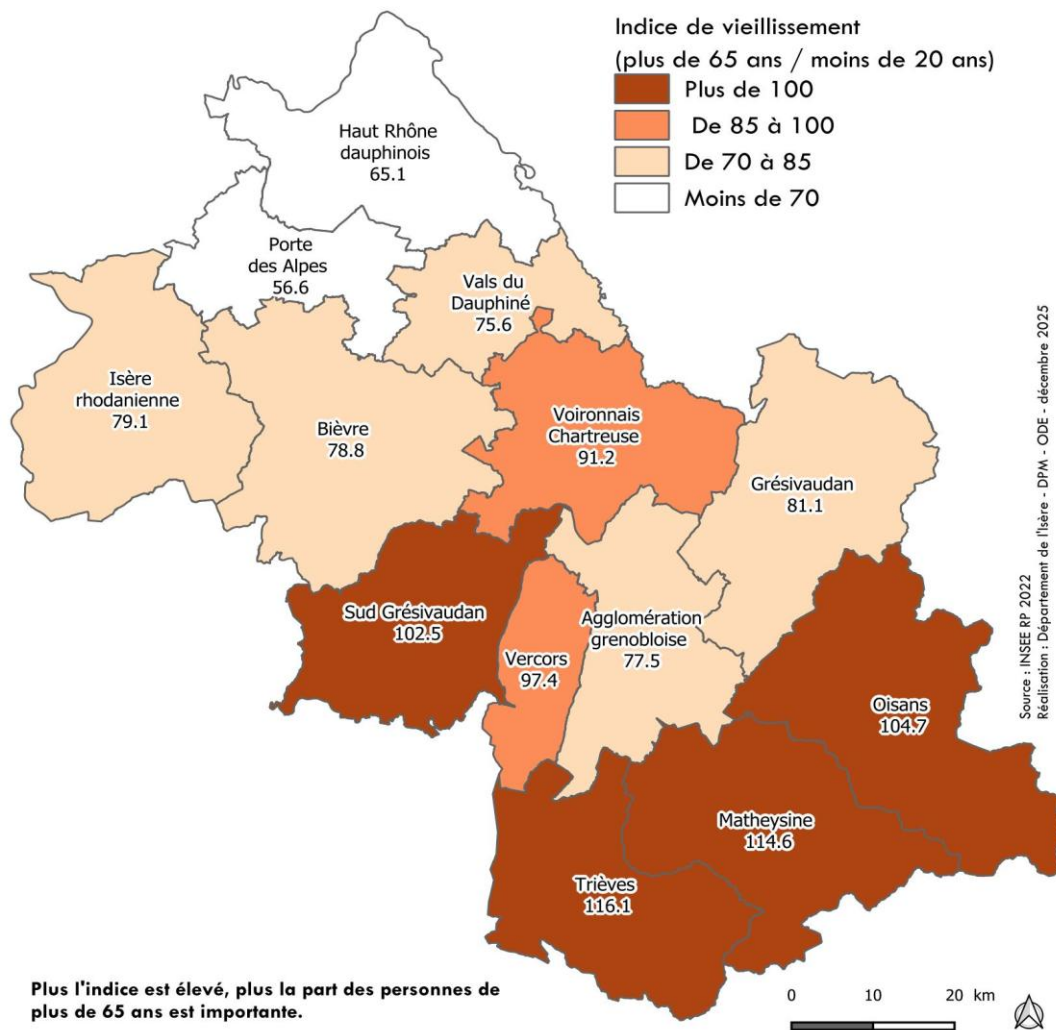 Indice de vieillissement
(plus de 65 ans / moins de 20 ans)
Plus de 100
De 85 à 100
De 70 à 85
Moins de 70
Haut Rhône
dauphinois
65.1
Porte
des Alpes
56.6
Vals du
Dauphiné
75.6
Isère
rhodanienne
79.1
Bièvre
78.8
Voironnais
Chartreuse
91.2
Grésivaudan
81.1
Sud Grésivaudan
102.5
Vercors
97.4
Agglomération
grenobloise
77.5
Oisans
104.7
Matheysine
114.6
Trièves
116.1
Source : INSEE RP 2022
Réalisation : Département de l'Isère - DPM - ODE - décembre 2025
Plus l'indice est élevé, plus la part des personnes de
plus de 65 ans est importante.
0 10 20 km